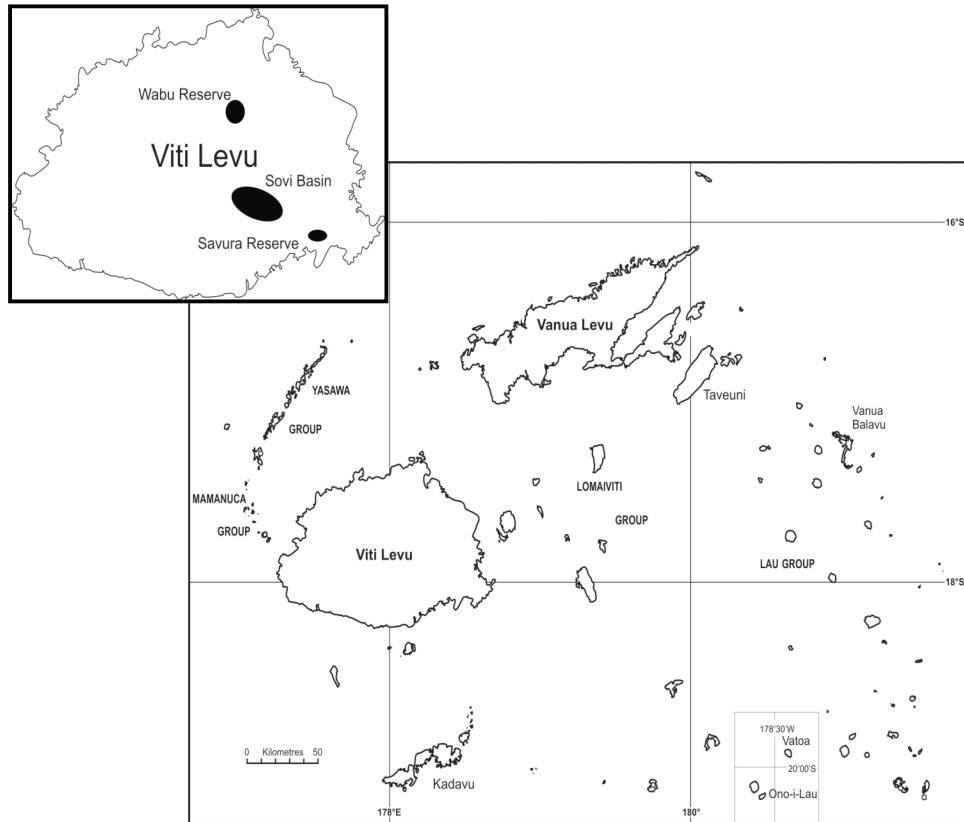 Wabu Reserve
Viti Levu
Sovi Basin
Savura Reserve
16°S
Vanua Levu
Taveuni
YASAWA
GROUP
Vanua
Balavu
MAMANUCA
GROUP
LOMAIVITI
GROUP
Viti Levu
LAU GROUP
18°S
178°30'W
Vatoa
20°00'S
Ono-i-Lau
0 Kilometres 50
Kadavu
178°E
180°